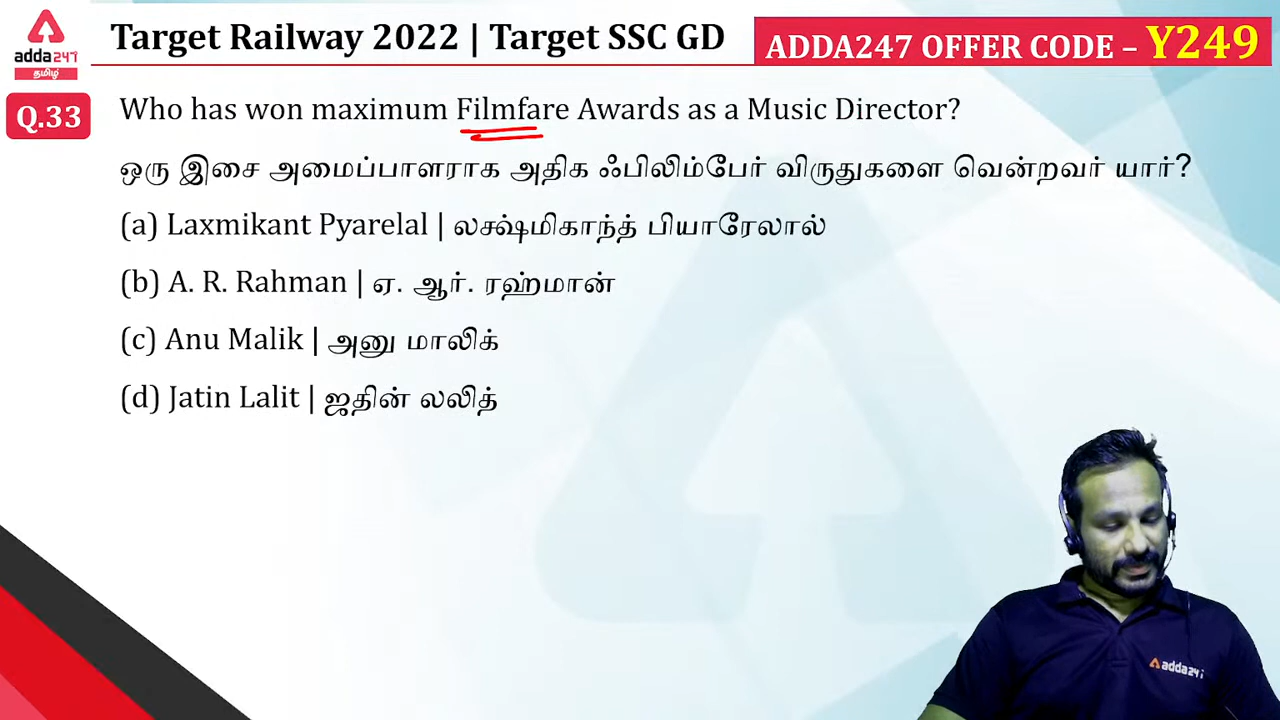 adda247
தமிழ்
Target Railway 2022 | Target SSC GD
ADDA247 OFFER CODE – Y249
Q.33
Who has won maximum Filmfare Awards as a Music Director?
ஒரு இசை அமைப்பாளராக அதிக ஃபிலிம்பேர் விருதுகளை வென்றவர் யார்?
(a) Laxmikant Pyarelal | லக்ஷ்மிகாந்த் பியாரேலால்
(b) A. R. Rahman | ஏ. ஆர். ரஹ்மான்
(c) Anu Malik | அனு மாலிக்
(d) Jatin Lalit | ஜதின் லலித்
adda247